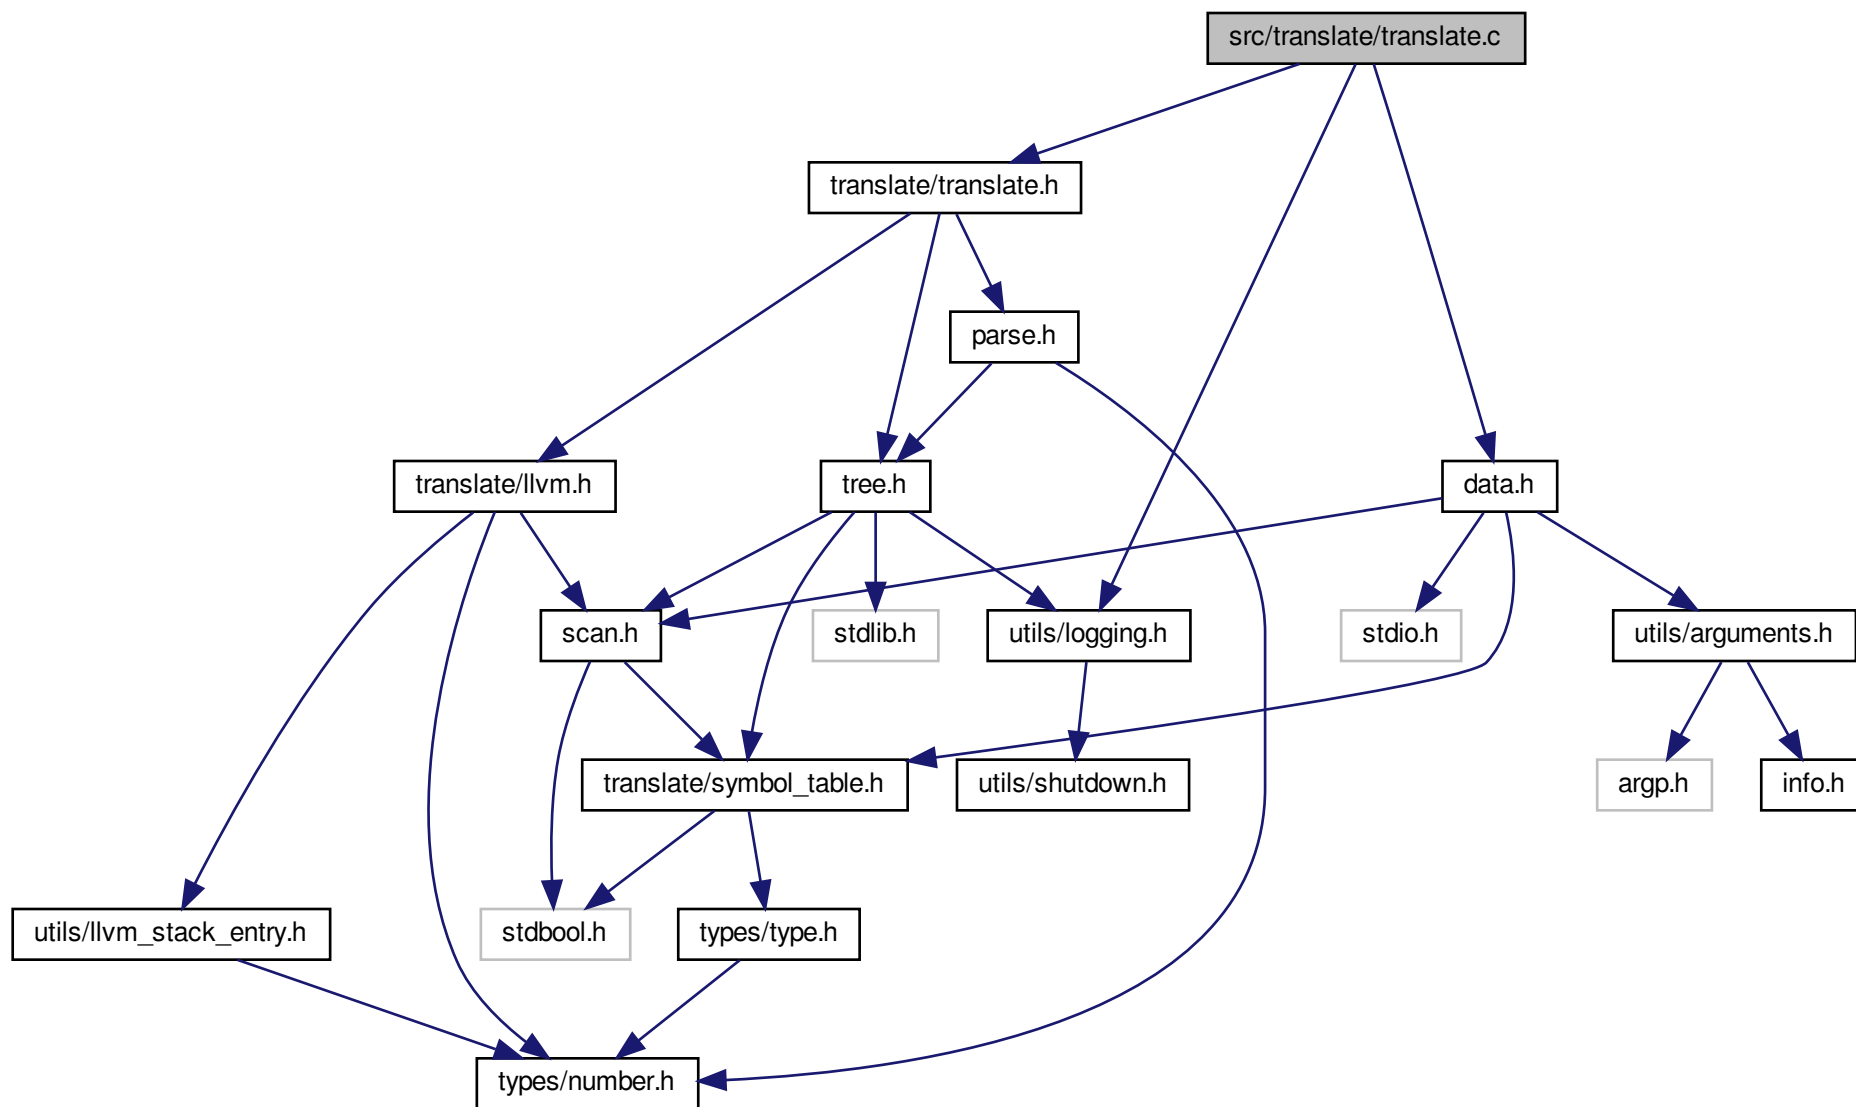 src/translate/translate.c
translate/translate.h
parse.h
translate/llvm.h
tree.h
data.h
scan.h
stdlib.h
utils/logging.h
stdio.h
utils/arguments.h
translate/symbol_table.h
utils/shutdown.h
argp.h
info.h
utils/llvm_stack_entry.h
stdbool.h
types/type.h
types/number.h